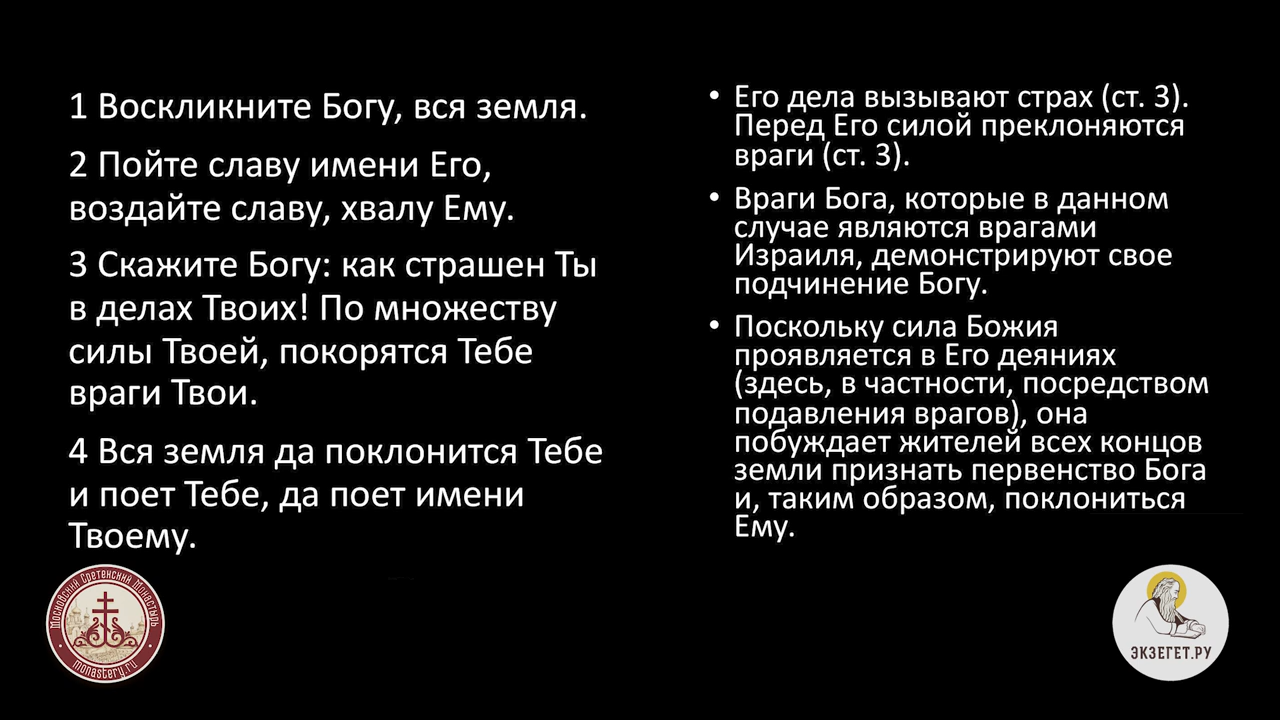 1 Воскликните Богу, вся земля.
2 Пойте славу имени Его,
воздайте славу, хвалу Ему.
3 Скажите Богу: как страшен Ты
в делах Твоих! По множеству
силы Твоей, покорятся Тебе
враги Твои.
4 Вся земля да поклонится Тебе
и поет Тебе, да поет имени
Твоему.
• Его дела вызывают страх (ст. 3).
Перед Его силой преклоняются
враги (ст. 3).
• Враги Бога, которые в данном
случае являются врагами
Израиля, демонстрируют свое
подчинение Богу.
• Поскольку сила Божия
проявляется в Его деяниях
(здесь, в частности, посредством
подавления врагов), она
побуждает жителей всех концов
земли признать первенство Бога
и, таким образом, поклониться
Ему.
Московский Сретенский Монастырь
monastery.ru
ЭКЗЕГЕТ.РУ